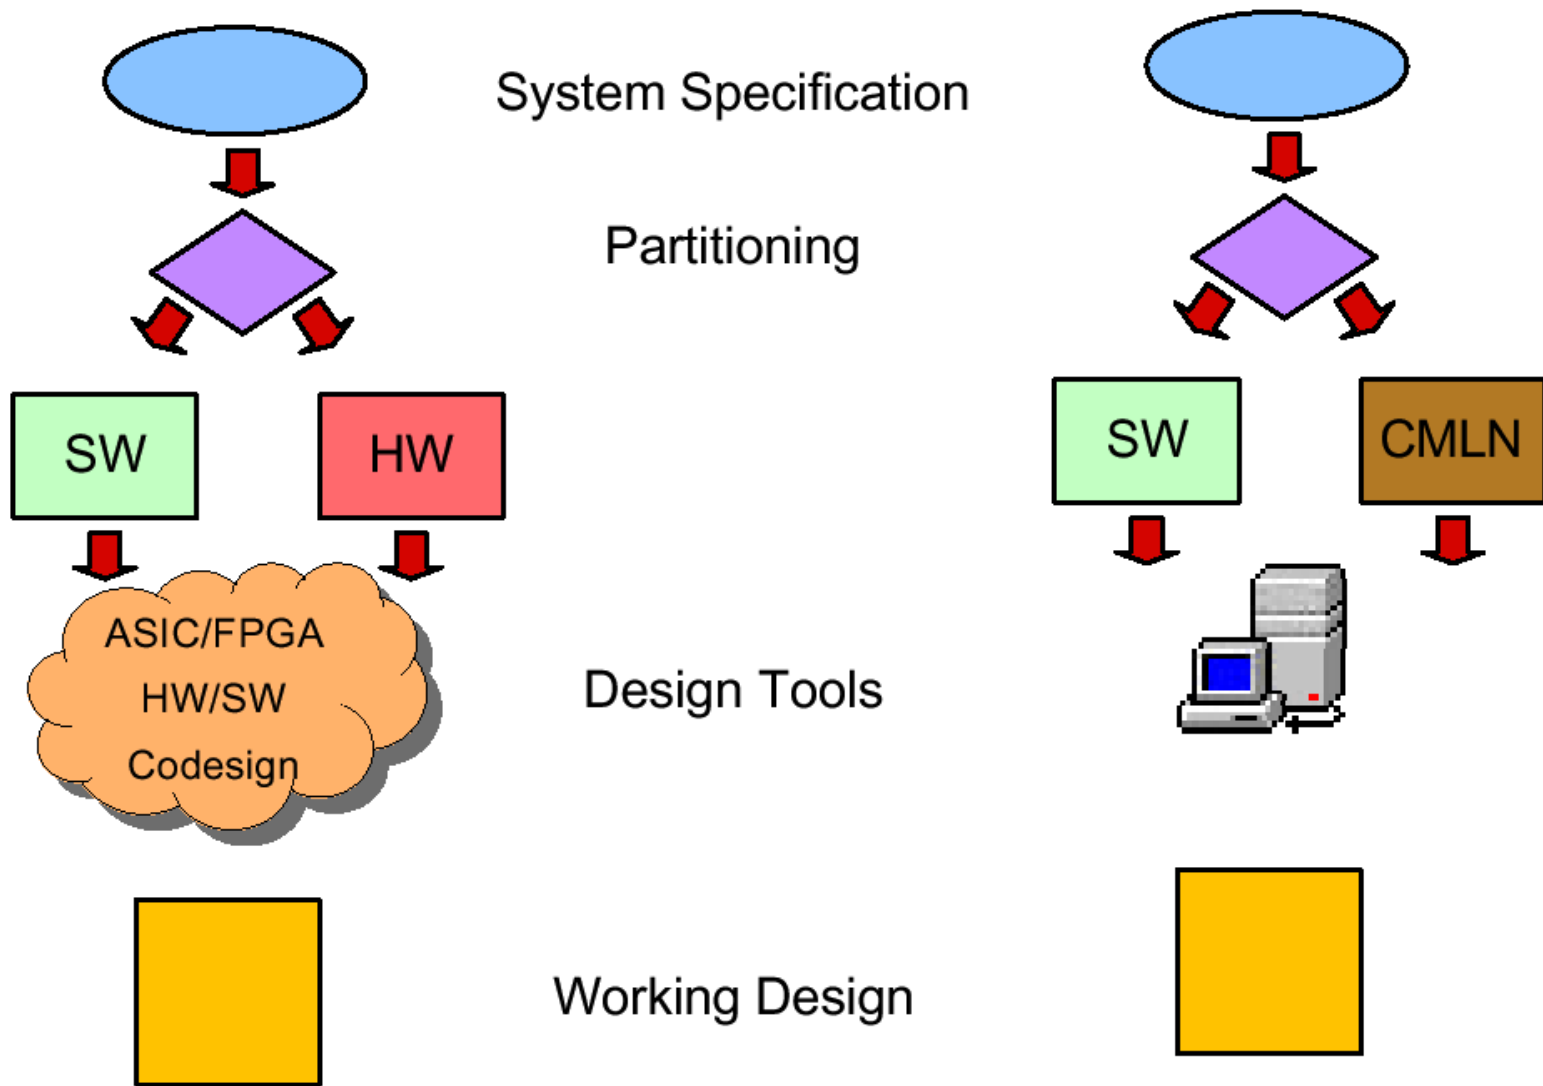 System Specification
Partitioning
SW
HW
SW
CMLN
ASIC/FPGA
HW/SW
Codesign
Design Tools
Working Design